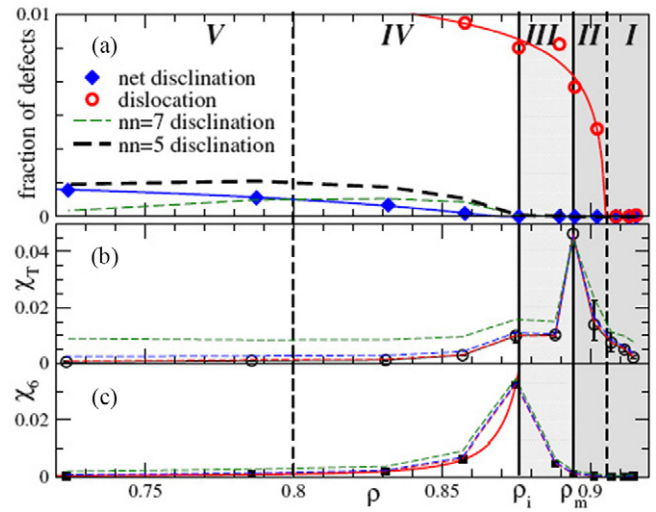 0.01
(a)
V
IV
III
II
I
fraction of defects
net disclination
dislocation
nn=7 disclination
nn=5 disclination
0
0.04
(b)
χT
0.02
0
(c)
χ6
0.02
0
0.75
0.8
ρ
0.85
ρi
ρm
0.9